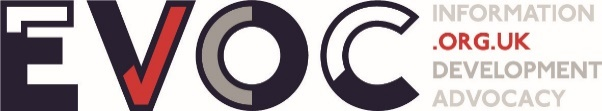 EVOC
INFORMATION
.ORG.UK
DEVELOPMENT
ADVOCACY